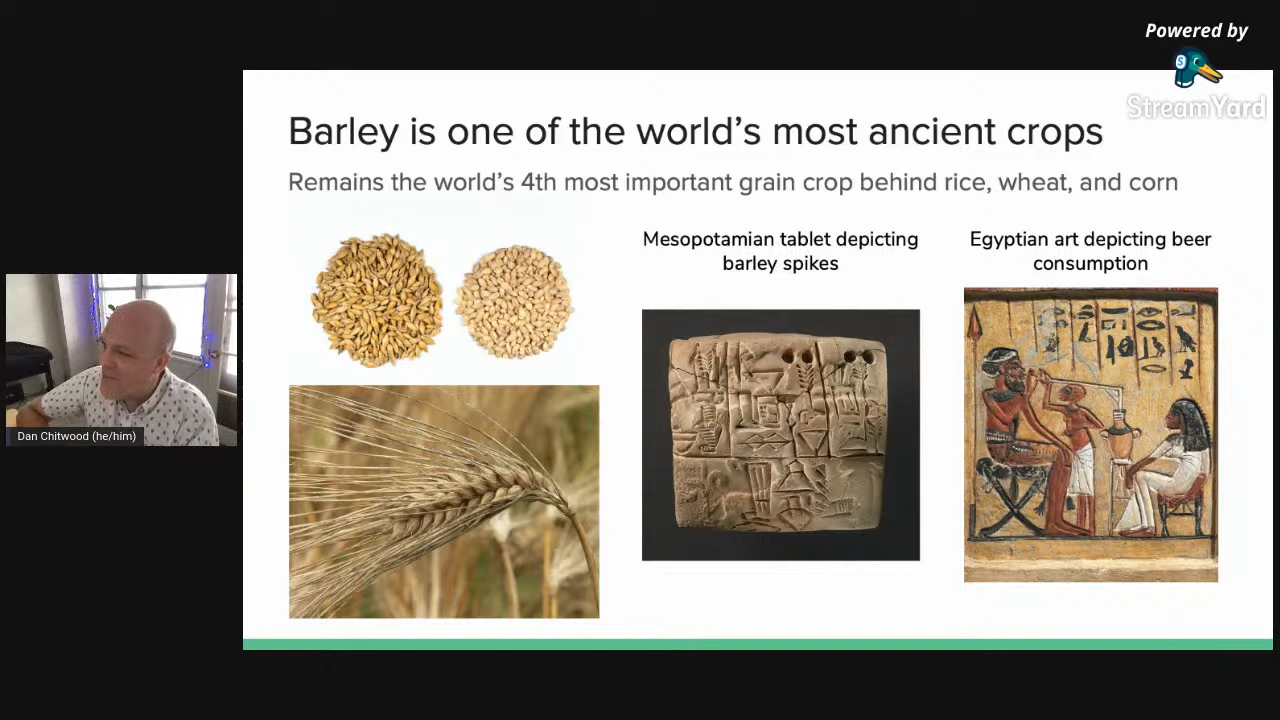 Powered by
StreamYard
Barley is one of the world's most ancient crops
Remains the world's 4th most important grain crop behind rice, wheat, and corn
Mesopotamian tablet depicting
barley spikes
Egyptian art depicting beer
consumption
Dan Chitwood (he/him)